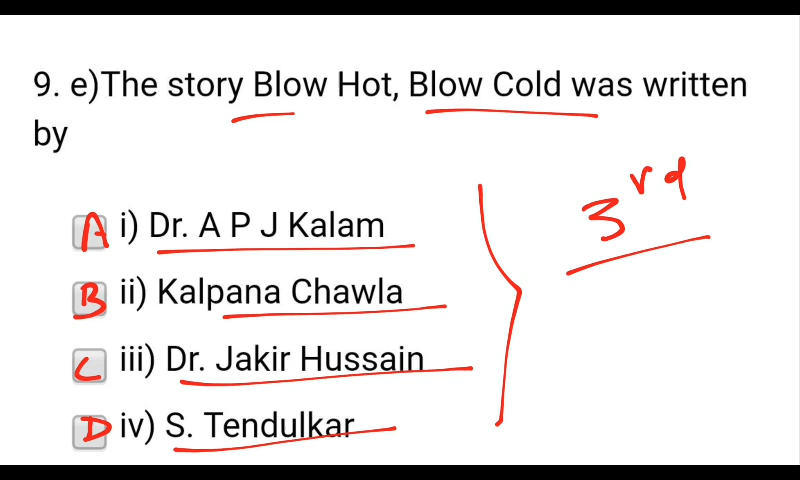 9. e)The story Blow Hot, Blow Cold was written
by
A i) Dr. A P J Kalam
B ii) Kalpana Chawla
C iii) Dr. Jakir Hussain
D iv) S. Tendulkar
3rd